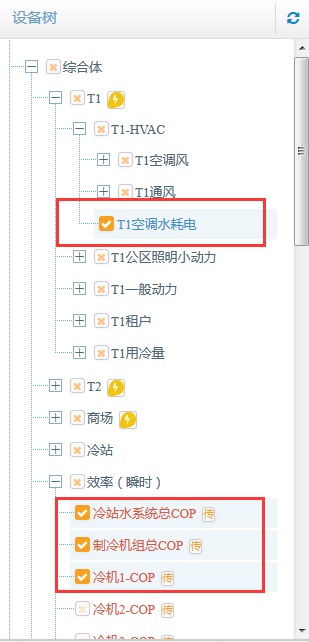 设备树
综合体
T1
T1-HVAC
T1空调风
T1通风
T1空调水耗电
T1公区照明小动力
T1一般动力
T1租户
T1用冷量
T2
商场
冷站
效率（瞬时）
冷站水系统总COP 传
制冷机组总COP 传
冷机1-COP 传
冷机2-COP 传